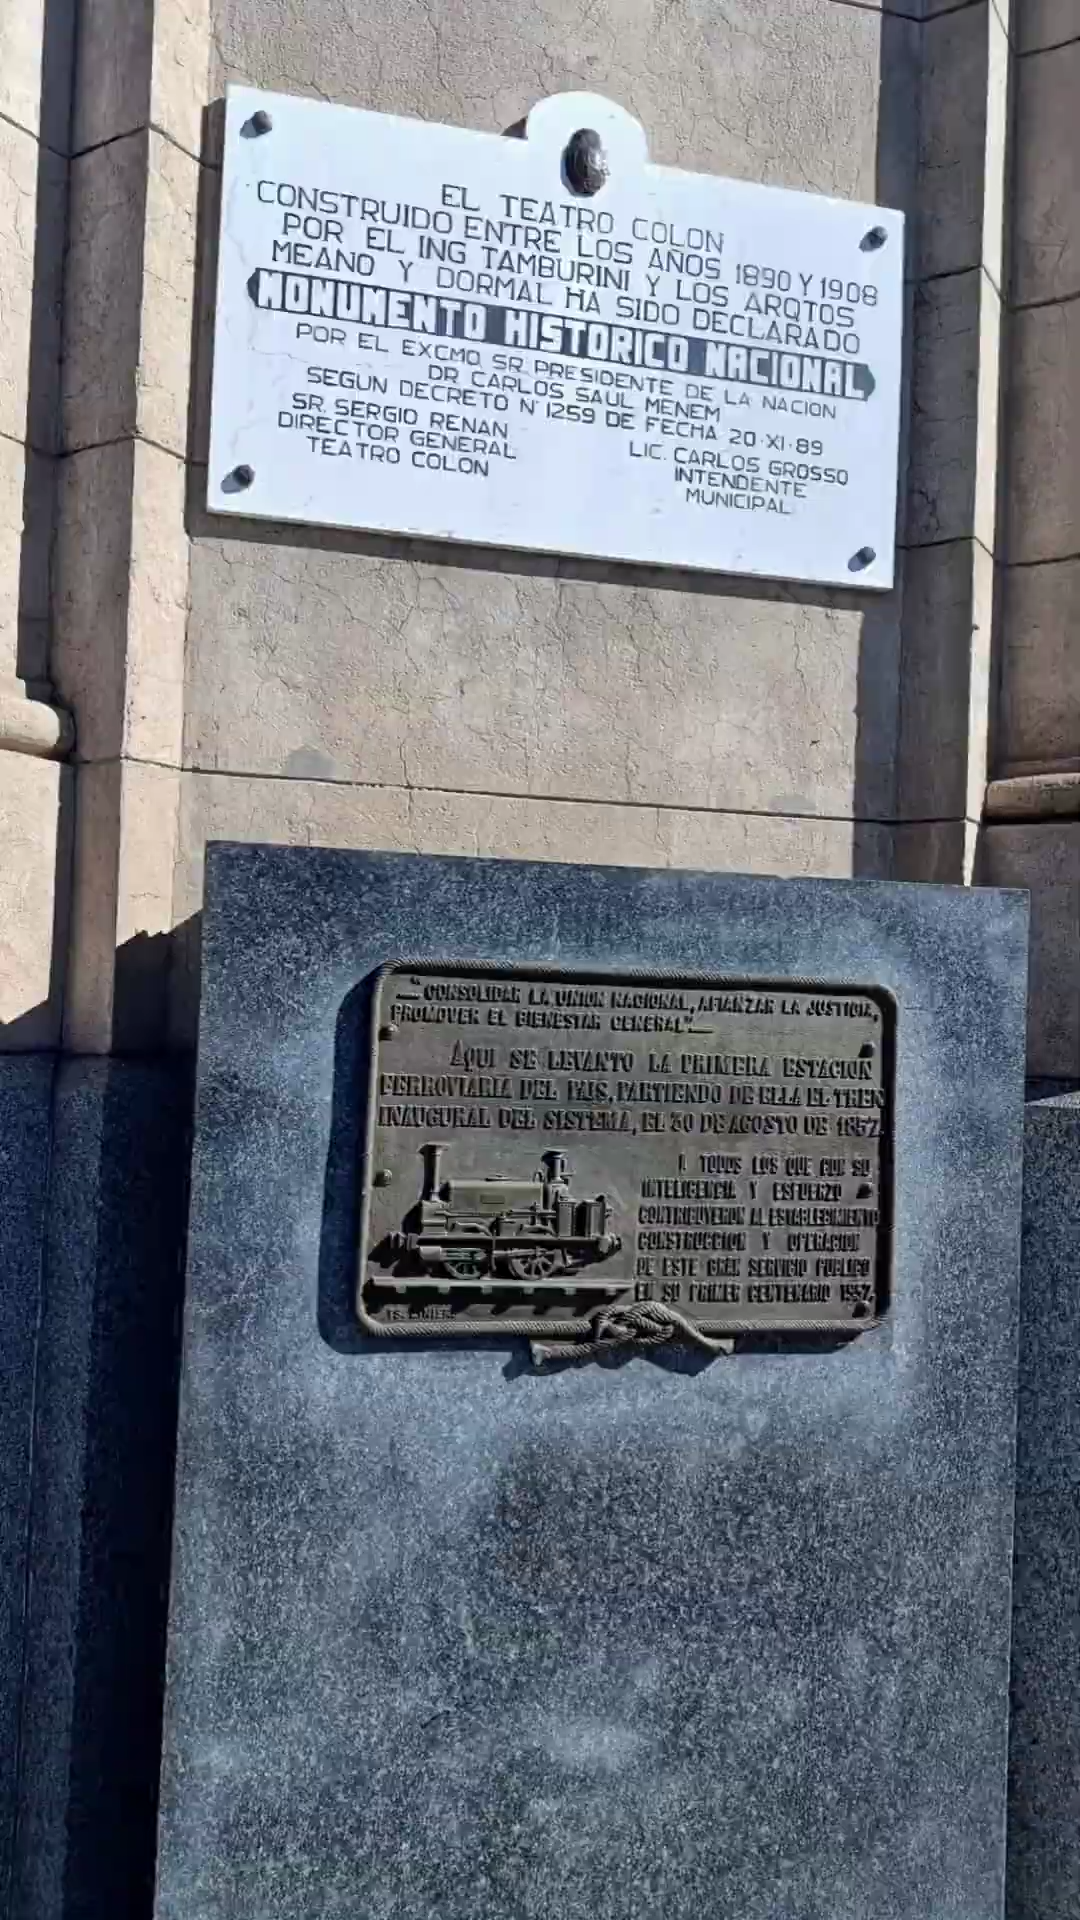 EL TEATRO COLON
CONSTRUIDO ENTRE LOS AÑOS 1890 Y 1908
POR EL ING TAMBURINI Y LOS ARQTOS
MEANO Y DORMAL HA SIDO DECLARADO
MONUMENTO HISTORICO NACIONAL
POR EL EXCMO. SR. PRESIDENTE DE LA NACION
DR CARLOS SAUL MENEM
SEGUN DECRETO N° 1259 DE FECHA 20·XI·89
SR. SERGIO RENAN
DIRECTOR GENERAL
TEATRO COLON
LIC. CARLOS GROSSO
INTENDENTE
MUNICIPAL
..."CONSOLIDAR LA UNION NACIONAL, AFIANZAR LA JUSTICIA,
PROMOVER EL BIENESTAR GENERAL"...
AQUI SE LEVANTO LA PRIMERA ESTACION
FERROVIARIA DEL PAIS, PARTIENDO DE ELLA EL TREN
INAUGURAL DEL SISTEMA, EL 30 DE AGOSTO DE 1857.
A TODOS LOS QUE POR SU
INTELIGENCIA Y ESFUERZO
CONTRIBUYERON AL ESTABLECIMIENTO
CONSTRUCCION Y OPERACION
DE ESTE GRAN SERVICIO PUBLICO
EN SU PRIMER CENTENARIO 1957.